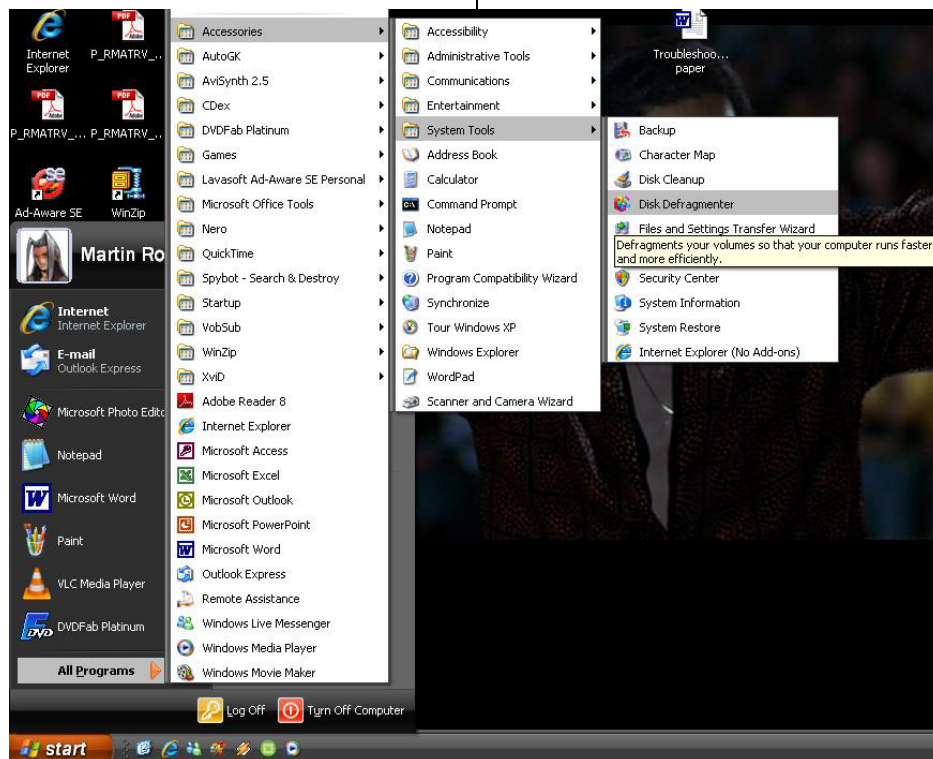 Internet
Explorer
P_RMATRV_...
P_RMATRV_...
P_RMATRV_...
Ad-Aware SE
WinZip
Troubleshoo...
paper
Martin Ro
Internet
Internet Explorer
E-mail
Outlook Express
Microsoft Photo Edito
Notepad
Microsoft Word
Paint
VLC Media Player
DVDFab Platinum
All Programs
Accessories
AutoGK
AviSynth 2.5
CDex
DVDFab Platinum
Games
Lavasoft Ad-Aware SE Personal
Microsoft Office Tools
Nero
QuickTime
Spybot - Search & Destroy
Startup
VobSub
WinZip
XviD
Adobe Reader 8
Internet Explorer
Microsoft Access
Microsoft Excel
Microsoft Outlook
Microsoft PowerPoint
Microsoft Word
Outlook Express
Remote Assistance
Windows Live Messenger
Windows Media Player
Windows Movie Maker
Accessibility
Administrative Tools
Communications
Entertainment
System Tools
Address Book
Calculator
Command Prompt
Notepad
Paint
Program Compatibility Wizard
Synchronize
Tour Windows XP
Windows Explorer
WordPad
Scanner and Camera Wizard
Backup
Character Map
Disk Cleanup
Disk Defragmenter
Files and Settings Transfer Wizard
Defragments your volumes so that your computer runs faster
and more efficiently.
Security Center
System Information
System Restore
Internet Explorer (No Add-ons)
Log Off
Turn Off Computer
start